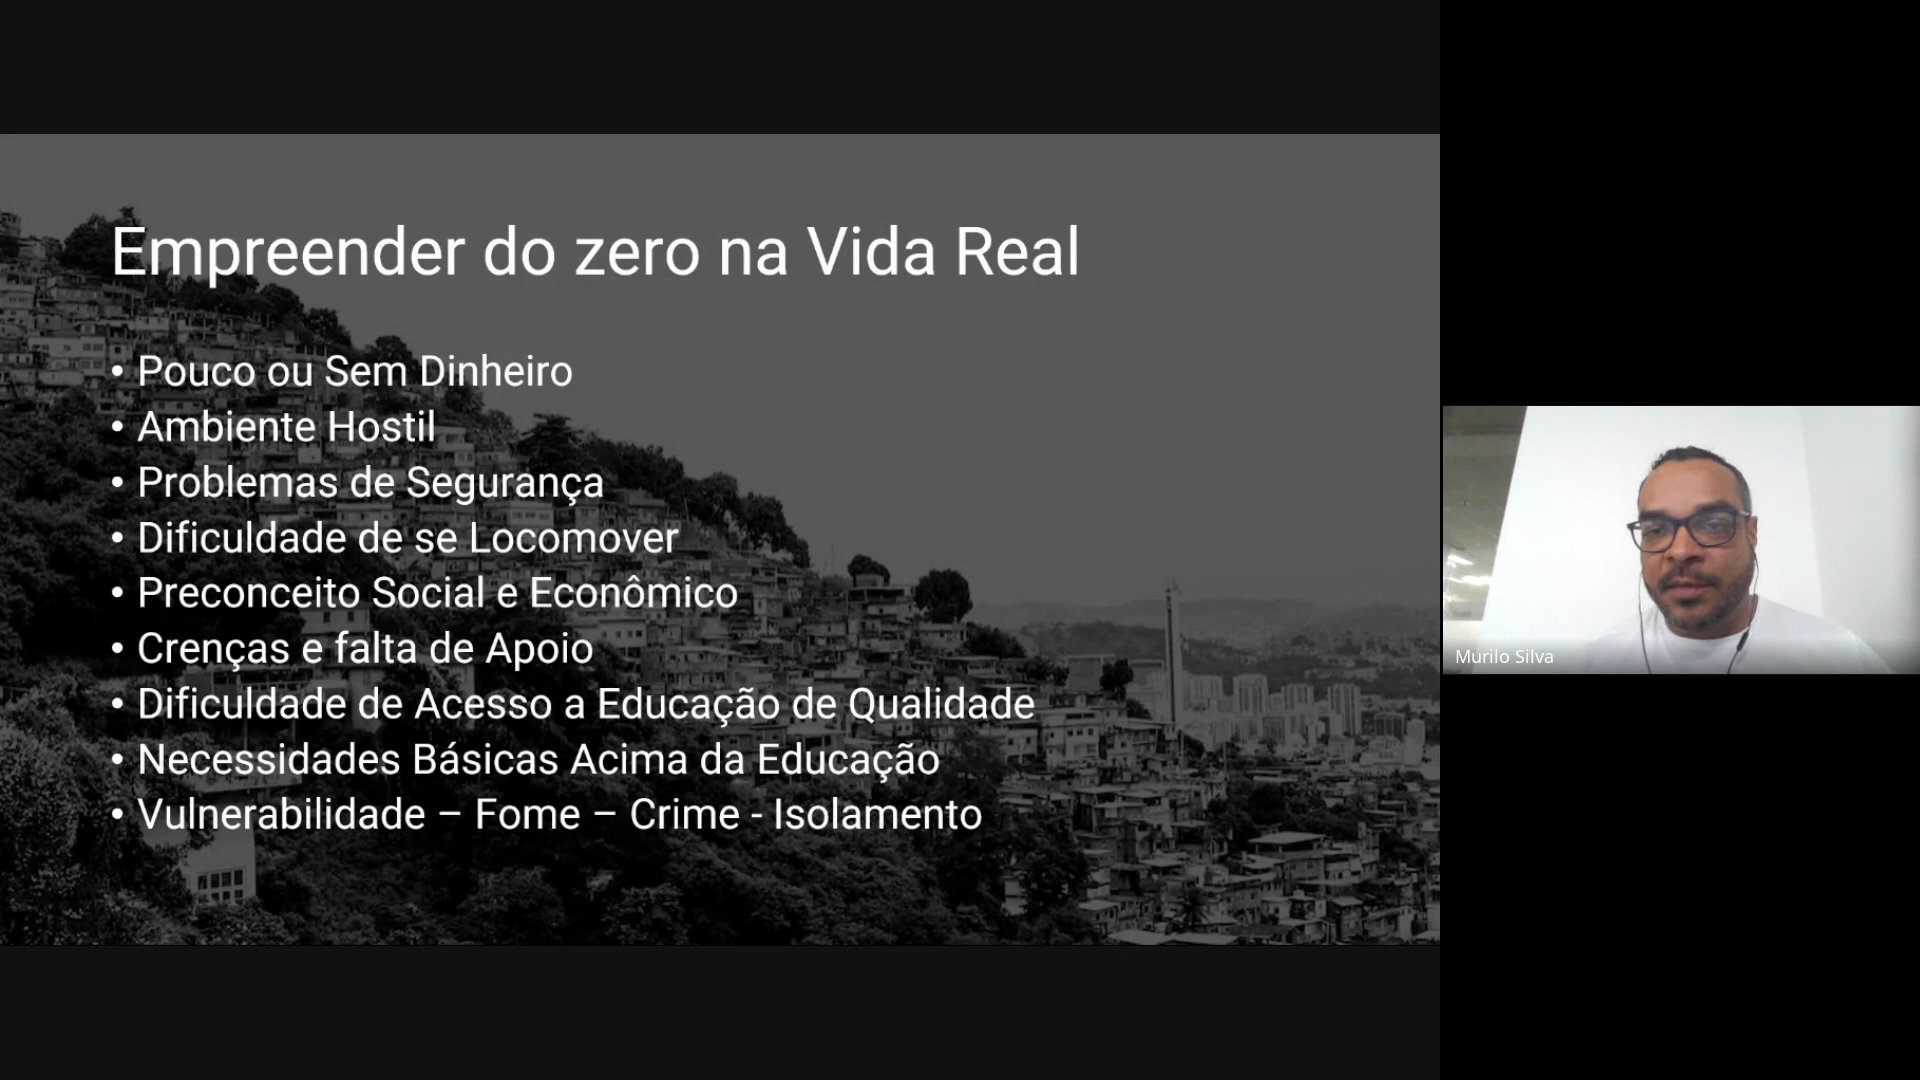 Empreender do zero na Vida Real
• Pouco ou Sem Dinheiro
• Ambiente Hostil
• Problemas de Segurança
• Dificuldade de se Locomover
• Preconceito Social e Econômico
• Crenças e falta de Apoio
• Dificuldade de Acesso a Educação de Qualidade
• Necessidades Básicas Acima da Educação
• Vulnerabilidade – Fome – Crime - Isolamento
Murilo Silva